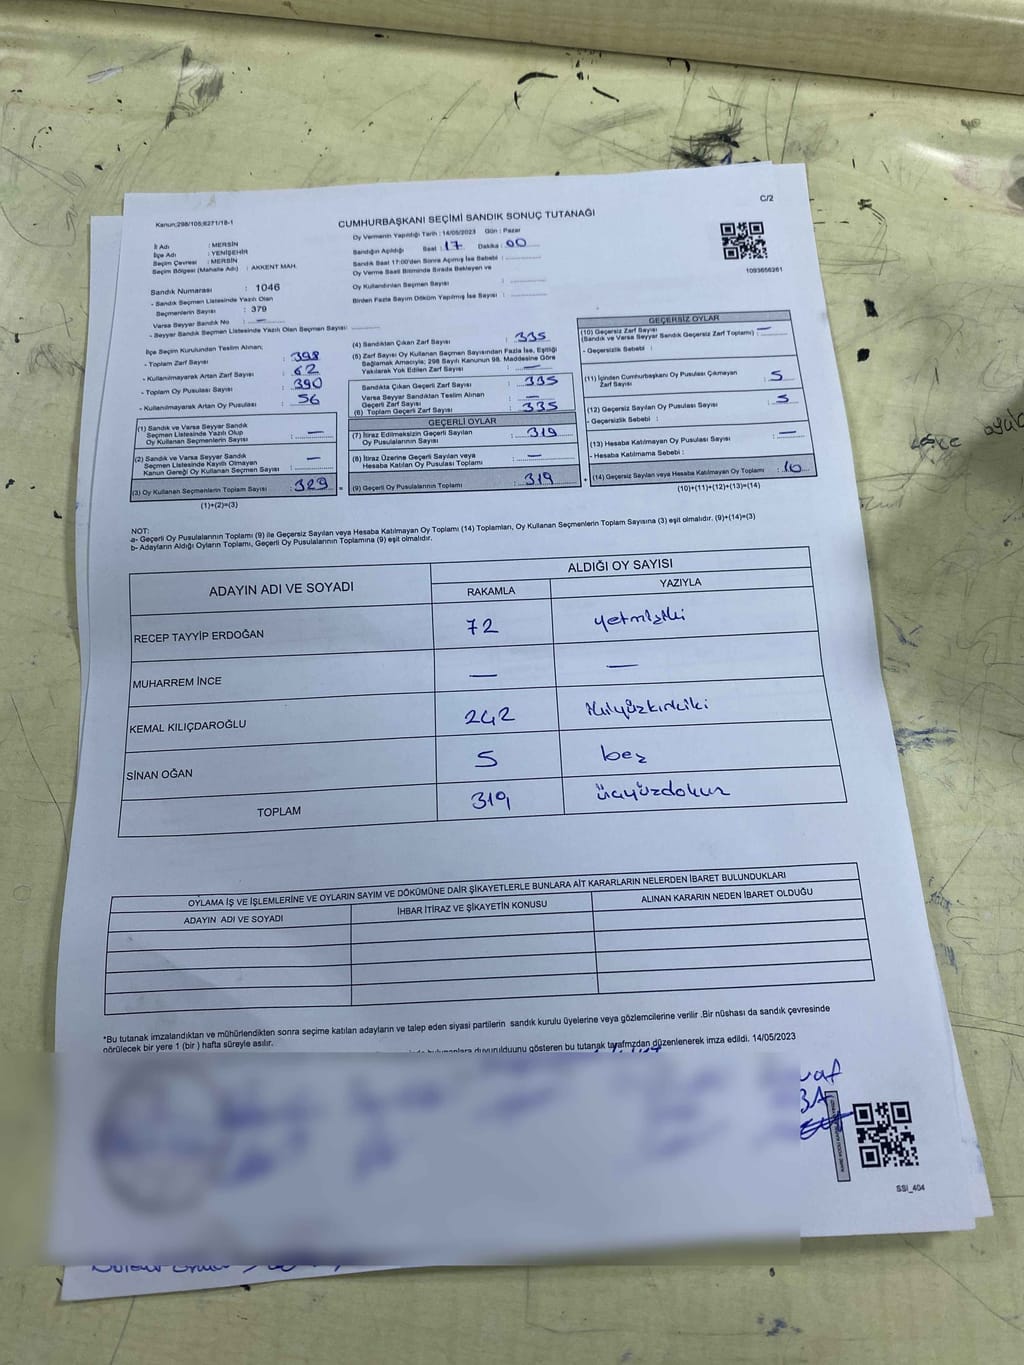 C/2
Kanun:298/105;6271/18-1
CUMHURBAŞKANI SEÇİMİ SANDIK SONUÇ TUTANAĞI
Oy Vermenin Yapıldığı Tarih : 14/05/2023 Gün : Pazar
İl Adı : MERSİN
İlçe Adı : YENİŞEHİR
Seçim Çevresi : MERSİN
Seçim Bölgesi (Mahalle Adı) : AKKENT MAH.
Sandığın Açıldığı Saat : 17 Dakika : 00
Sandık Saat 17:00'den Sonra Açılmış İse Sebebi :
Oy Verme Saati Bitiminde Sırada Bekleyen ve
Oy Kullandırılan Seçmen Sayısı :
Birden Fazla Sayım Döküm Yapılmış İse Sayısı :
1093656261
Sandık Numarası : 1046
- Sandık Seçmen Listesinde Yazılı Olan
Seçmenlerin Sayısı : 379
Varsa Seyyar Sandık No : —
- Seyyar Sandık Seçmen Listesinde Yazılı Olan Seçmen Sayısı:
İlçe Seçim Kurulundan Teslim Alınan;
- Toplam Zarf Sayısı : 398
- Kullanılmayarak Artan Zarf Sayısı : 62
- Toplam Oy Pusulası Sayısı : 390
- Kullanılmayarak Artan Oy Pusulası : 56
(1) Sandık ve Varsa Seyyar Sandık
Seçmen Listesinde Yazılı Olup
Oy Kullanan Seçmenlerin Sayısı : —
(2) Sandık ve Varsa Seyyar Sandık
Seçmen Listesinde Kayıtlı Olmayan
Kanun Gereği Oy Kullanan Seçmen Sayısı : —
(3) Oy Kullanan Seçmenlerin Toplam Sayısı : 329
(1)+(2)=(3)
(4) Sandıktan Çıkan Zarf Sayısı : 335
(5) Zarf Sayısı Oy Kullanan Seçmen Sayısından Fazla İse, Eşitliği
Sağlamak Amacıyla; 298 Sayılı Kanunun 98. Maddesine Göre
Yakılarak Yok Edilen Zarf Sayısı : —
Sandıkta Çıkan Geçerli Zarf Sayısı : 335
Varsa Seyyar Sandıktan Teslim Alınan
Geçerli Zarf Sayısı : —
(6) Toplam Geçerli Zarf Sayısı : 335
GEÇERLİ OYLAR
(7) İtiraz Edilmeksizin Geçerli Sayılan
Oy Pusulalarının Sayısı : 319
(8) İtiraz Üzerine Geçerli Sayılan veya
Hesaba Katılan Oy Pusulası Toplamı : —
(9) Geçerli Oy Pusulalarının Toplamı : 319
GEÇERSİZ OYLAR
(10) Geçersiz Zarf Sayısı
(Sandık ve Varsa Seyyar Sandık Geçersiz Zarf Toplamı) : —
- Geçersizlik Sebebi :
(11) İçinden Cumhurbaşkanı Oy Pusulası Çıkmayan
Zarf Sayısı : 5
(12) Geçersiz Sayılan Oy Pusulası Sayısı : 5
- Geçersizlik Sebebi :
(13) Hesaba Katılmayan Oy Pusulası Sayısı : —
- Hesaba Katılmama Sebebi :
(14) Geçersiz Sayılan veya Hesaba Katılmayan Oy Toplamı : 10
(10)+(11)+(12)+(13)=(14)
NOT:
a- Geçerli Oy Pusulalarının Toplamı (9) ile Geçersiz Sayılan veya Hesaba Katılmayan Oy Toplamı (14) Toplamları, Oy Kullanan Seçmenlerin Toplam Sayısına (3) eşit olmalıdır. (9)+(14)=(3)
b- Adayların Aldığı Oyların Toplamı, Geçerli Oy Pusulalarının Toplamına (9) eşit olmalıdır.
ADAYIN ADI VE SOYADI ALDIĞI OY SAYISI
RAKAMLA YAZIYLA
RECEP TAYYİP ERDOĞAN 72 yetmişiki
MUHARREM İNCE — —
KEMAL KILIÇDAROĞLU 242 ikiyüzkırkiki
SİNAN OĞAN 5 beş
TOPLAM 319 üçyüzdokuz
OYLAMA İŞ VE İŞLEMLERİNE VE OYLARIN SAYIM VE DÖKÜMÜNE DAİR ŞİKAYETLERLE BUNLARA AİT KARARLARIN NELERDEN İBARET BULUNDUKLARI
ADAYIN ADI VE SOYADI İHBAR İTİRAZ VE ŞİKAYETİN KONUSU ALINAN KARARIN NEDEN İBARET OLDUĞU
*Bu tutanak imzalandıktan ve mühürlendikten sonra seçime katılan adayların ve talep eden siyasi partilerin sandık kurulu üyelerine veya gözlemcilerine verilir .Bir nüshası da sandık çevresinde
görülecek bir yere 1 (bir ) hafta süreyle asılır.
duyurulduunu gösteren bu tutanak tarafmzdan düzenlenerek imza edildi. 14/05/2023
SSI_404